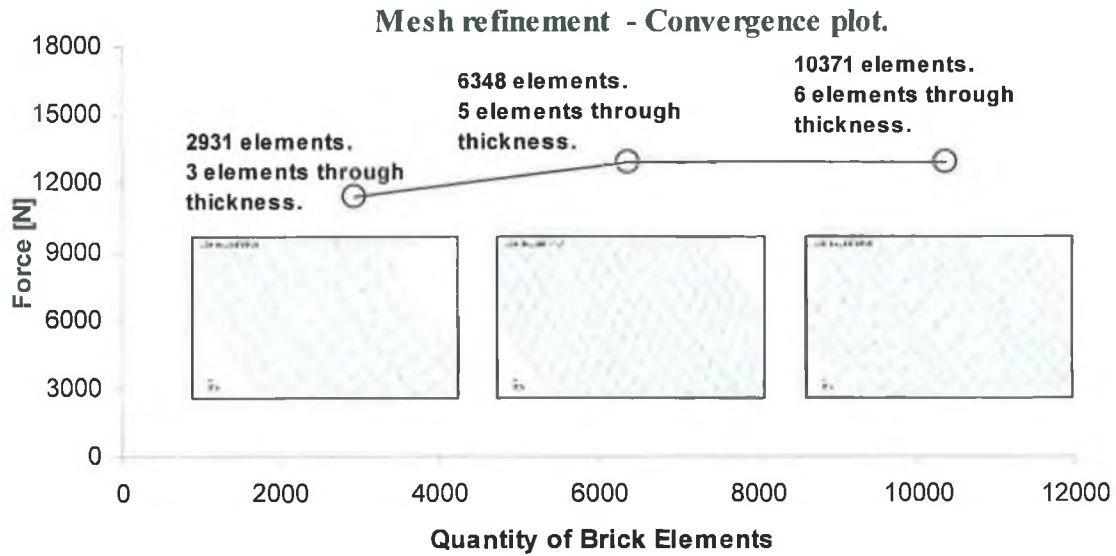 Mesh refinement - Convergence plot.
18000
15000
12000
9000
6000
3000
0
Force [N]
2931 elements.
3 elements through
thickness.
6348 elements.
5 elements through
thickness.
10371 elements.
6 elements through
thickness.
0 2000 4000 6000 8000 10000 12000
Quantity of Brick Elements